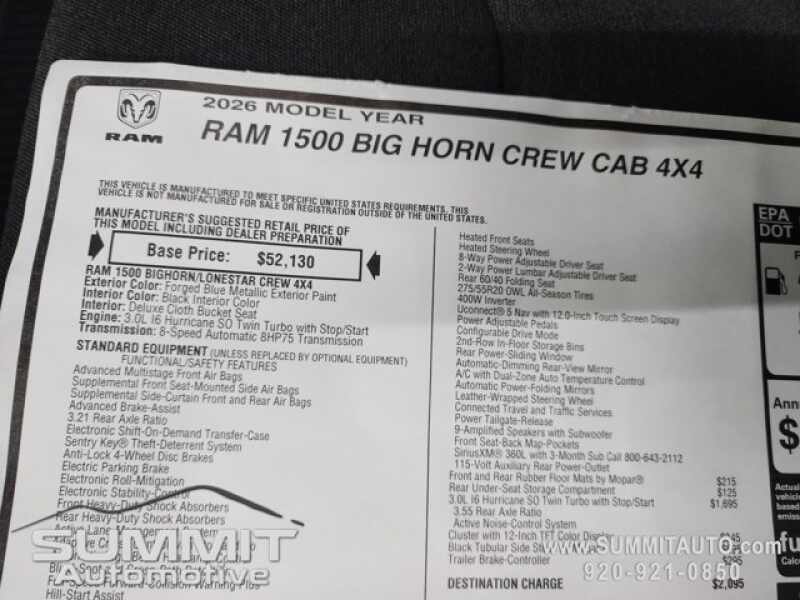 2026 MODEL YEAR
RAM
RAM 1500 BIG HORN CREW CAB 4X4
THIS VEHICLE IS MANUFACTURED TO MEET SPECIFIC UNITED STATES REQUIREMENTS. THIS
VEHICLE IS NOT MANUFACTURED FOR SALE OR REGISTRATION OUTSIDE OF THE UNITED STATES.
MANUFACTURER'S SUGGESTED RETAIL PRICE OF
THIS MODEL INCLUDING DEALER PREPARATION
Base Price: $52,130
RAM 1500 BIGHORN/LONESTAR CREW 4X4
Exterior Color: Forged Blue Metallic Exterior Paint
Interior Color: Black Interior Color
Interior: Deluxe Cloth Bucket Seat
Engine: 3.0L I6 Hurricane SO Twin Turbo with Stop/Start
Transmission: 8-Speed Automatic 8HP75 Transmission
STANDARD EQUIPMENT (UNLESS REPLACED BY OPTIONAL EQUIPMENT)
FUNCTIONAL/SAFETY FEATURES
Advanced Multistage Front Air Bags
Supplemental Front Seat-Mounted Side Air Bags
Supplemental Side-Curtain Front and Rear Air Bags
Advanced Brake-Assist
3.21 Rear Axle Ratio
Electronic Shift-On-Demand Transfer-Case
Sentry Key® Theft-Deterrent System
Anti-Lock 4-Wheel Disc Brakes
Electric Parking Brake
Electronic Roll-Mitigation
Electronic Stability-Control
Front Heavy-Duty Shock Absorbers
Rear Heavy-Duty Shock Absorbers
Active Lane Management System
Hill-Start Assist
Heated Front Seats
Heated Steering Wheel
8-Way Power Adjustable Driver Seat
2-Way Power Lumbar Adjustable Driver Seat
Rear 60/40 Folding Seat
275/55R20 OWL All-Season Tires
400W Inverter
Uconnect® 5 Nav with 12.0-Inch Touch Screen Display
Power Adjustable Pedals
Configurable Drive Mode
2nd-Row In-Floor Storage Bins
Rear Power-Sliding Window
Automatic-Dimming Rear-View Mirror
A/C with Dual-Zone Auto Temperature Control
Automatic Power-Folding Mirrors
Leather-Wrapped Steering Wheel
Connected Travel and Traffic Services
Power Tailgate-Release
9-Amplified Speakers with Subwoofer
Front Seat-Back Map-Pockets
SiriusXM® 360L with 3-Month Sub Call 800-643-2112
115-Volt Auxiliary Rear Power-Outlet
Front and Rear Rubber Floor Mats by Mopar® $215
Rear Under-Seat Storage Compartment $125
3.0L I6 Hurricane SO Twin Turbo with Stop/Start $1,695
3.55 Rear Axle Ratio
Active Noise-Control System
Cluster with 12-Inch TFT Color Display
Black Tubular Side Steps
Trailer Brake-Controller
DESTINATION CHARGE $2,095
EPA
DOT
$
SUMMIT
Automotive
WWW.SUMMITAUTO.COM
920-921-0850